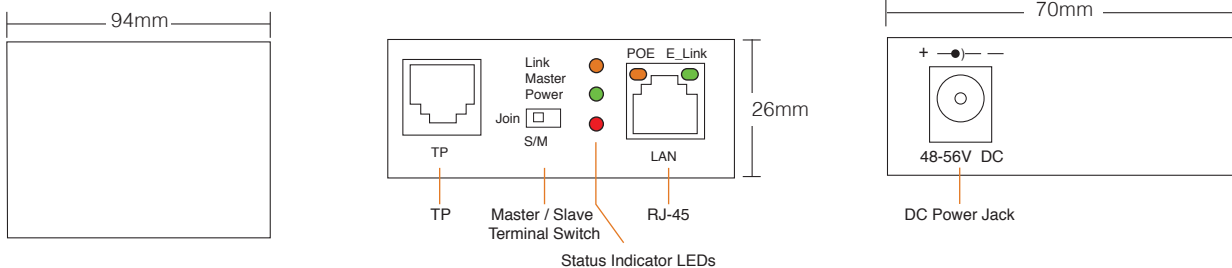 94mm
Link
Master
Power
Join
S/M
TP
POE E_Link
LAN
26mm
TP
Master / Slave
Terminal Switch
RJ-45
Status Indicator LEDs
70mm
+ —
48-56V DC
DC Power Jack